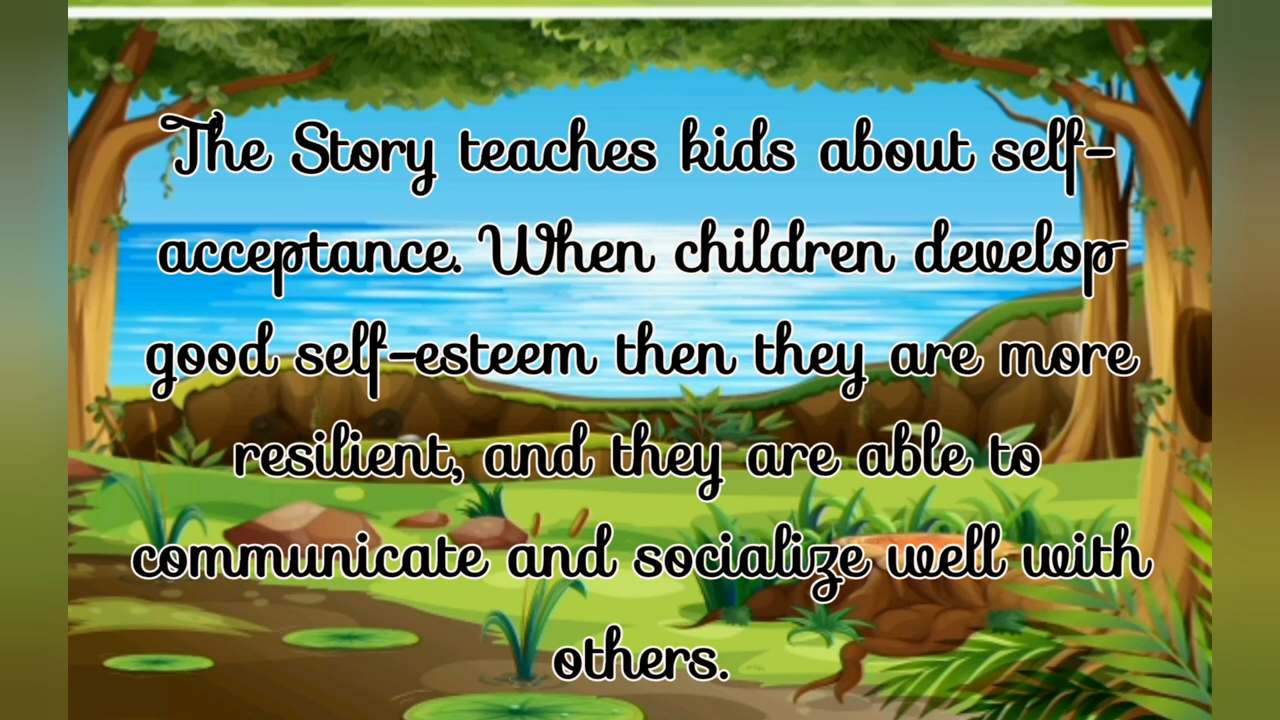 The Story teaches kids about self-
acceptance. When children develop
good self-esteem then they are more
resilient, and they are able to
communicate and socialize well with
others.